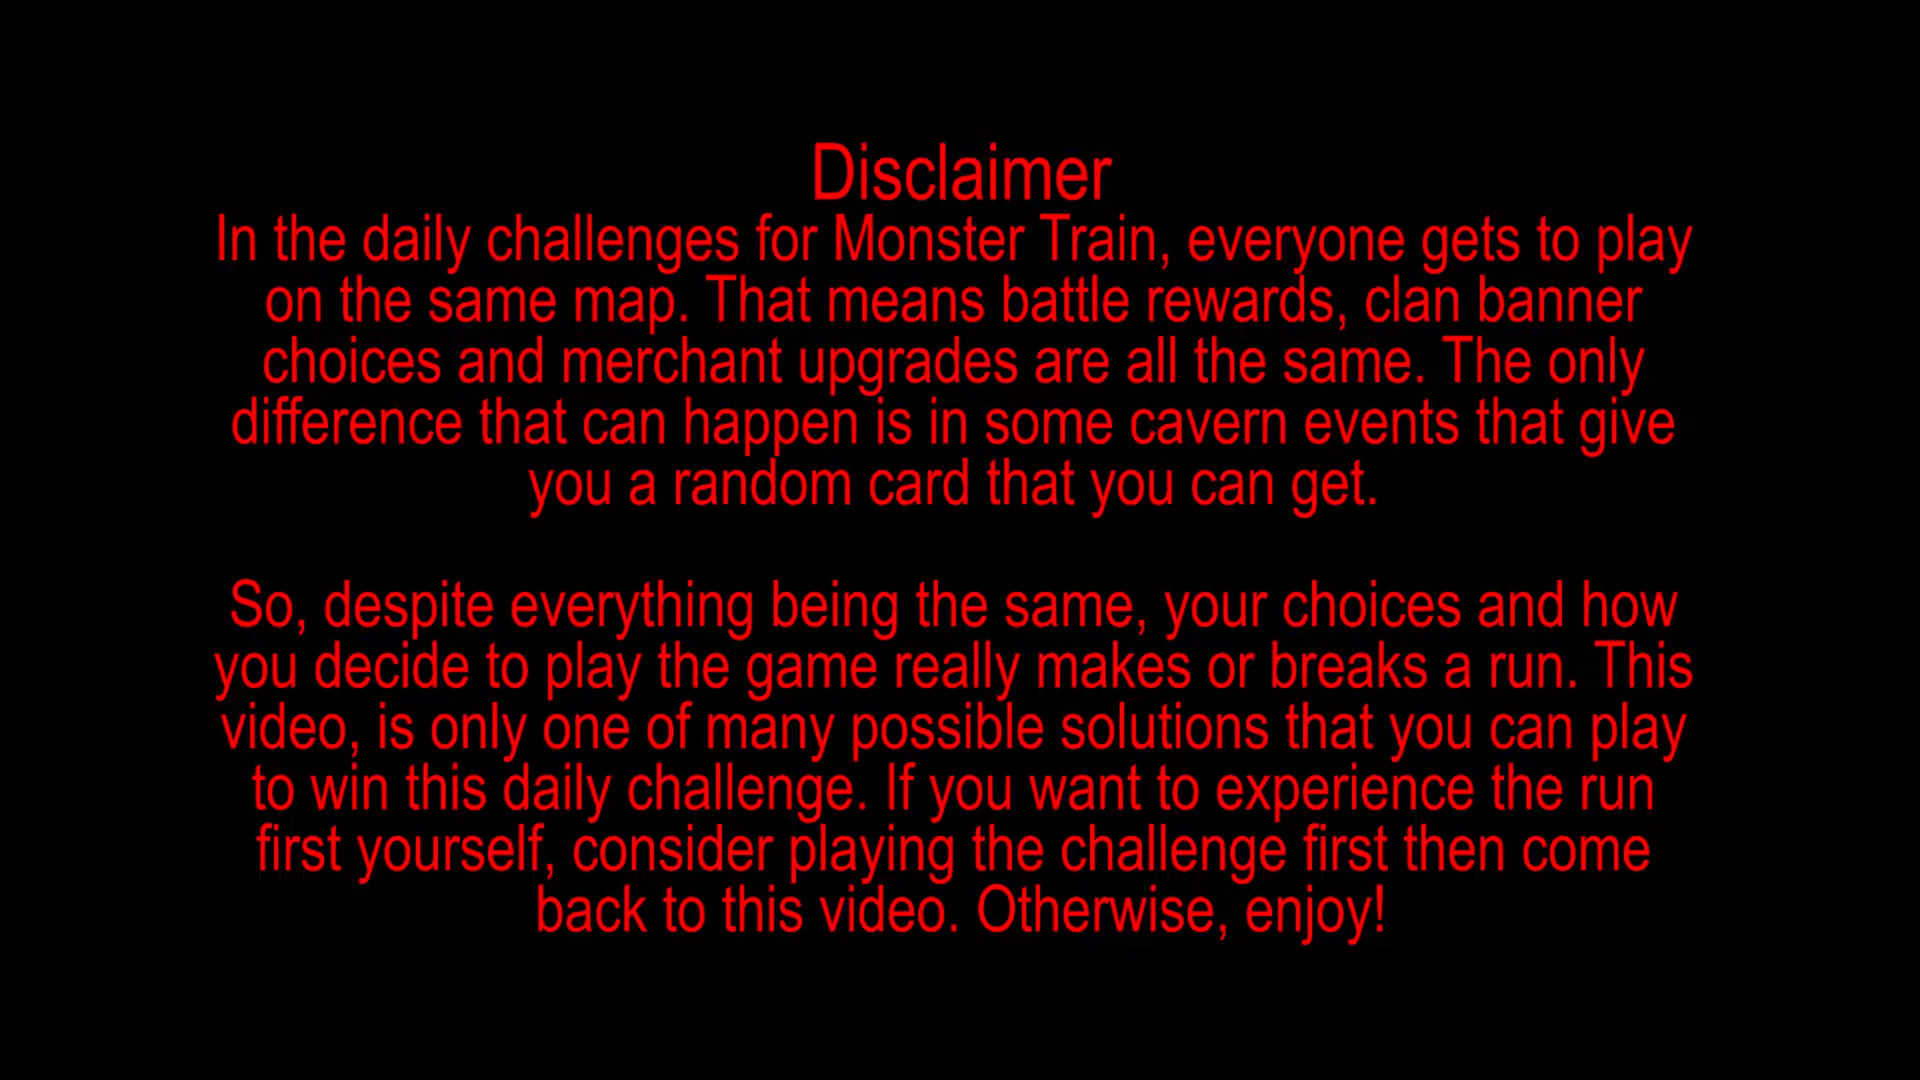 Disclaimer
In the daily challenges for Monster Train, everyone gets to play
on the same map. That means battle rewards, clan banner
choices and merchant upgrades are all the same. The only
difference that can happen is in some cavern events that give
you a random card that you can get.
So, despite everything being the same, your choices and how
you decide to play the game really makes or breaks a run. This
video, is only one of many possible solutions that you can play
to win this daily challenge. If you want to experience the run
first yourself, consider playing the challenge first then come
back to this video. Otherwise, enjoy!